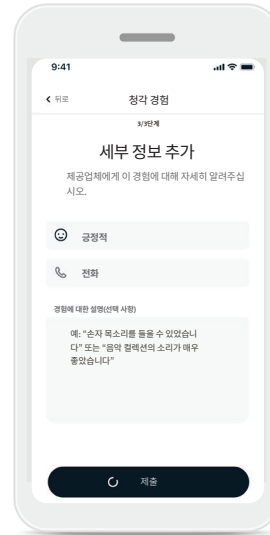 9:41
뒤로
청각 경험
3/3단계
세부 정보 추가
제공업체에게 이 경험에 대해 자세히 알려주십
시오.
긍정적
전화
경험에 대한 설명(선택 사항)
예: “손자 목소리를 들을 수 있었습니
다” 또는 “음악 컬렉션의 소리가 매우
좋았습니다”
제출